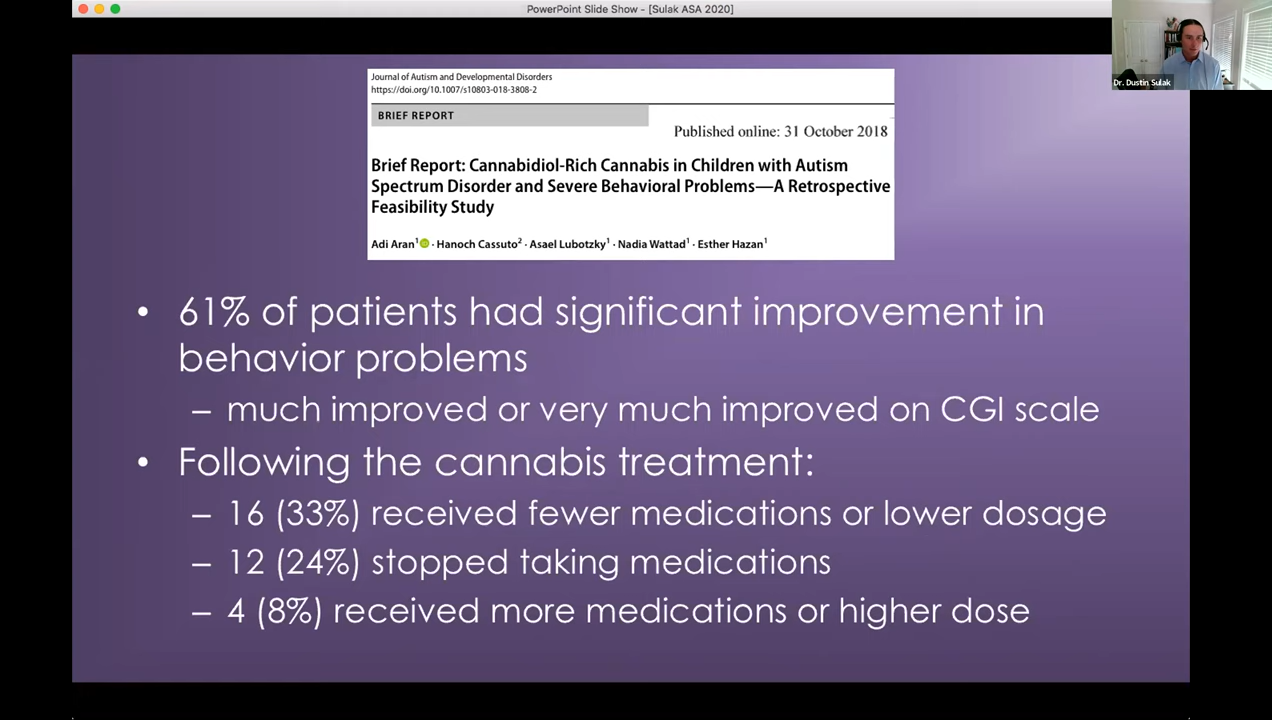 PowerPoint Slide Show - [Sulak ASA 2020]
Dr. Dustin Sulak
Journal of Autism and Developmental Disorders
https://doi.org/10.1007/s10803-018-3808-2
BRIEF REPORT
Published online: 31 October 2018
Brief Report: Cannabidiol-Rich Cannabis in Children with Autism
Spectrum Disorder and Severe Behavioral Problems—A Retrospective
Feasibility Study
Adi Aran1 · Hanoch Cassuto2 · Asael Lubotzky1 · Nadia Wattad1 · Esther Hazan1
• 61% of patients had significant improvement in
behavior problems
– much improved or very much improved on CGI scale
• Following the cannabis treatment:
– 16 (33%) received fewer medications or lower dosage
– 12 (24%) stopped taking medications
– 4 (8%) received more medications or higher dose